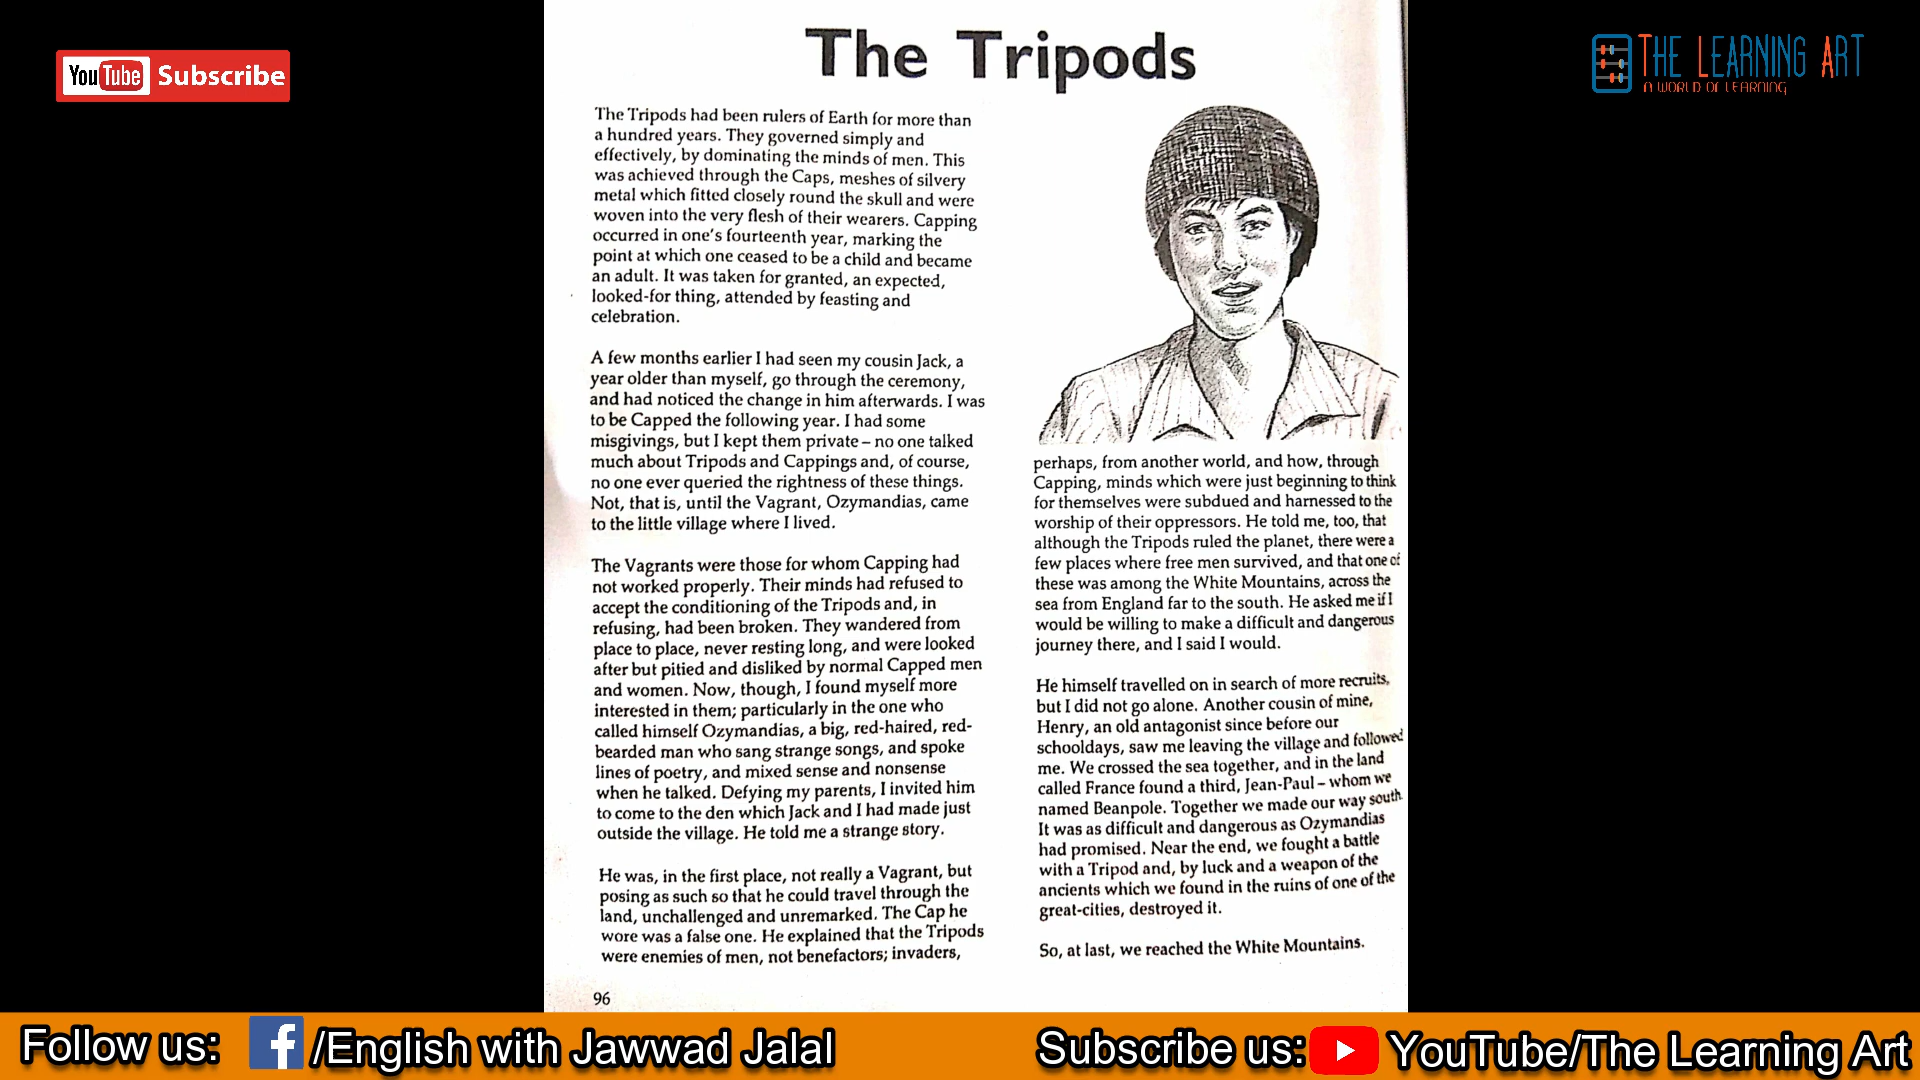 The Tripods
YouTube Subscribe
THE LEARNING ART
A WORLD OF LEARNING
The Tripods had been rulers of Earth for more than
a hundred years. They governed simply and
effectively, by dominating the minds of men. This
was achieved through the Caps, meshes of silvery
metal which fitted closely round the skull and were
woven into the very flesh of their wearers. Capping
occurred in one's fourteenth year, marking the
point at which one ceased to be a child and became
an adult. It was taken for granted, an expected,
looked-for thing, attended by feasting and
celebration.
A few months earlier I had seen my cousin Jack, a
year older than myself, go through the ceremony,
and had noticed the change in him afterwards. I was
to be Capped the following year. I had some
misgivings, but I kept them private – no one talked
much about Tripods and Cappings and, of course,
no one ever queried the rightness of these things.
Not, that is, until the Vagrant, Ozymandias, came
to the little village where I lived.
The Vagrants were those for whom Capping had
not worked properly. Their minds had refused to
accept the conditioning of the Tripods and, in
refusing, had been broken. They wandered from
place to place, never resting long, and were looked
after but pitied and disliked by normal Capped men
and women. Now, though, I found myself more
interested in them; particularly in the one who
called himself Ozymandias, a big, red-haired, red-
bearded man who sang strange songs, and spoke
lines of poetry, and mixed sense and nonsense
when he talked. Defying my parents, I invited him
to come to the den which Jack and I had made just
outside the village. He told me a strange story.
He was, in the first place, not really a Vagrant, but
posing as such so that he could travel through the
land, unchallenged and unremarked. The Cap he
wore was a false one. He explained that the Tripods
were enemies of men, not benefactors; invaders,
perhaps, from another world, and how, through
Capping, minds which were just beginning to think
for themselves were subdued and harnessed to the
worship of their oppressors. He told me, too, that
although the Tripods ruled the planet, there were a
few places where free men survived, and that one of
these was among the White Mountains, across the
sea from England far to the south. He asked me if I
would be willing to make a difficult and dangerous
journey there, and I said I would.
He himself travelled on in search of more recruits,
but I did not go alone. Another cousin of mine,
Henry, an old antagonist since before our
schooldays, saw me leaving the village and followed
me. We crossed the sea together, and in the land
called France found a third, Jean-Paul – whom we
named Beanpole. Together we made our way south.
It was as difficult and dangerous as Ozymandias
had promised. Near the end, we fought a battle
with a Tripod and, by luck and a weapon of the
ancients which we found in the ruins of one of the
great-cities, destroyed it.
So, at last, we reached the White Mountains.
96
Follow us: f /English with Jawwad Jalal
Subscribe us: YouTube/The Learning Art